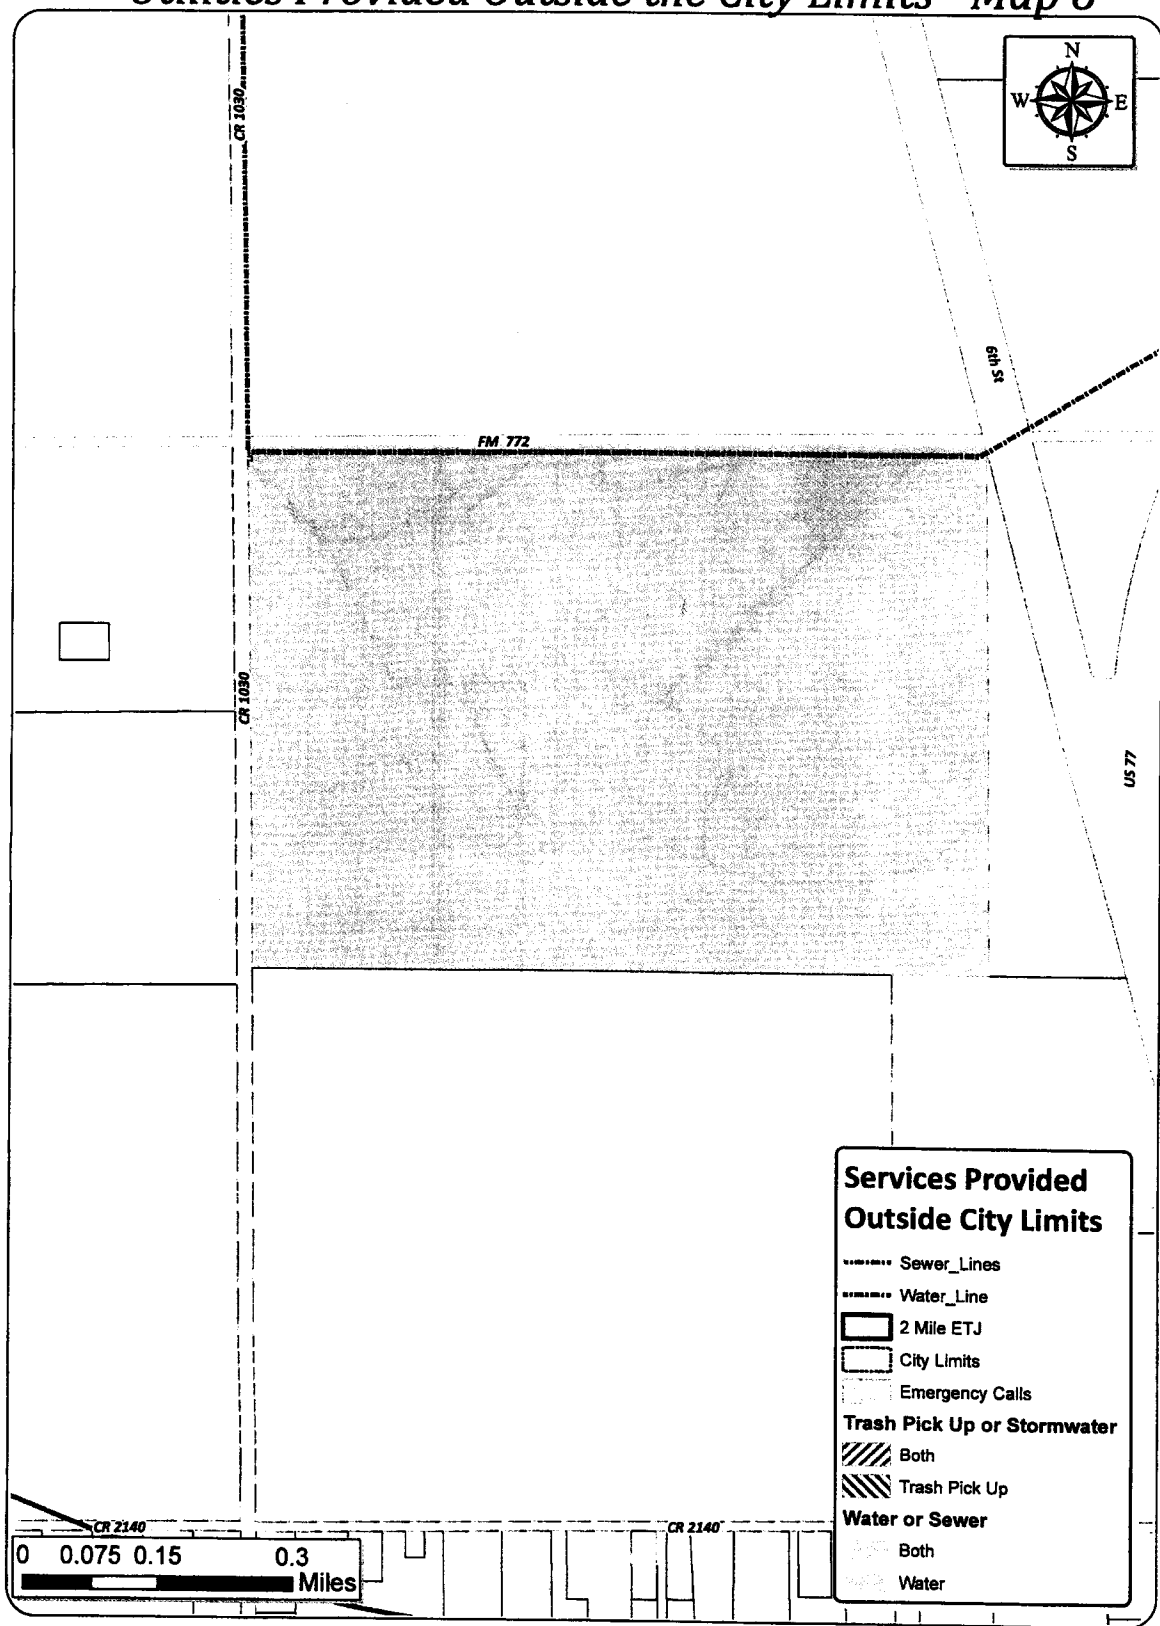 Utilities Provided Outside the City Limits - Map 8
N
W
E
S
CR 1030
6th St
FM 772
CR 1030
US 77
Services Provided
Outside City Limits
Sewer_Lines
Water_Line
2 Mile ETJ
City Limits
Emergency Calls
Trash Pick Up or Stormwater
Both
Trash Pick Up
Water or Sewer
Both
Water
CR 2140
CR 2140
0 0.075 0.15 0.3
Miles